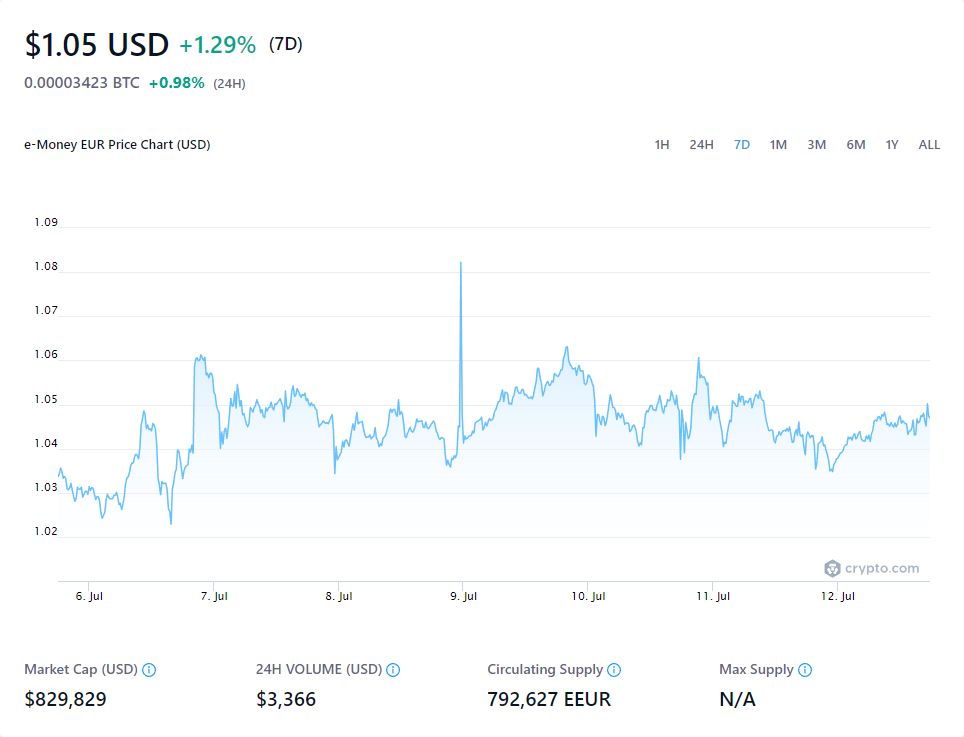 $1.05 USD +1.29% (7D)
0.00003423 BTC +0.98% (24H)
e-Money EUR Price Chart (USD) 1H 24H 7D 1M 3M 6M 1Y ALL
1.09
1.08
1.07
1.06
1.05
1.04
1.03
1.02
crypto.com
6. Jul 7. Jul 8. Jul 9. Jul 10. Jul 11. Jul 12. Jul
Market Cap (USD) 24H VOLUME (USD) Circulating Supply Max Supply
$829,829 $3,366 792,627 EEUR N/A